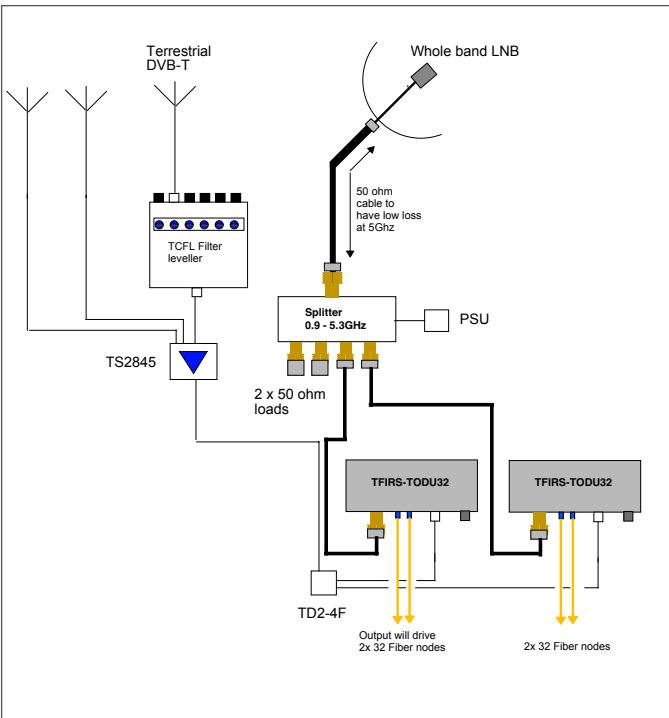 Terrestrial
DVB-T
Whole band LNB
50 ohm
cable to
have low loss
at 5Ghz
TCFL Filter
leveller
Splitter
0.9 - 5.3GHz
PSU
TS2845
2 x 50 ohm
loads
TFIRS-TODU32
TFIRS-TODU32
TD2-4F
Output will drive
2x 32 Fiber nodes
2x 32 Fiber nodes